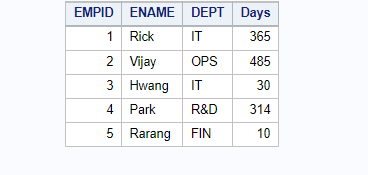 EMPID ENAME DEPT Days
1 Rick IT 365
2 Vijay OPS 485
3 Hwang IT 30
4 Park R&D 314
5 Rarang FIN 10